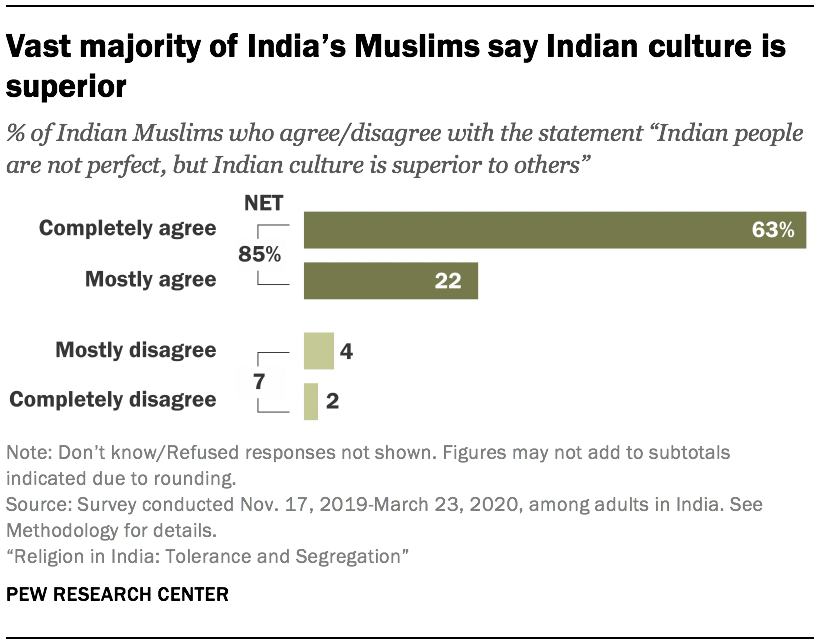 Vast majority of India’s Muslims say Indian culture is
superior
% of Indian Muslims who agree/disagree with the statement “Indian people
are not perfect, but Indian culture is superior to others”
NET
Completely agree 63%
85%
Mostly agree 22
Mostly disagree 4
7
Completely disagree 2
Note: Don’t know/Refused responses not shown. Figures may not add to subtotals
indicated due to rounding.
Source: Survey conducted Nov. 17, 2019-March 23, 2020, among adults in India. See
Methodology for details.
“Religion in India: Tolerance and Segregation”
PEW RESEARCH CENTER